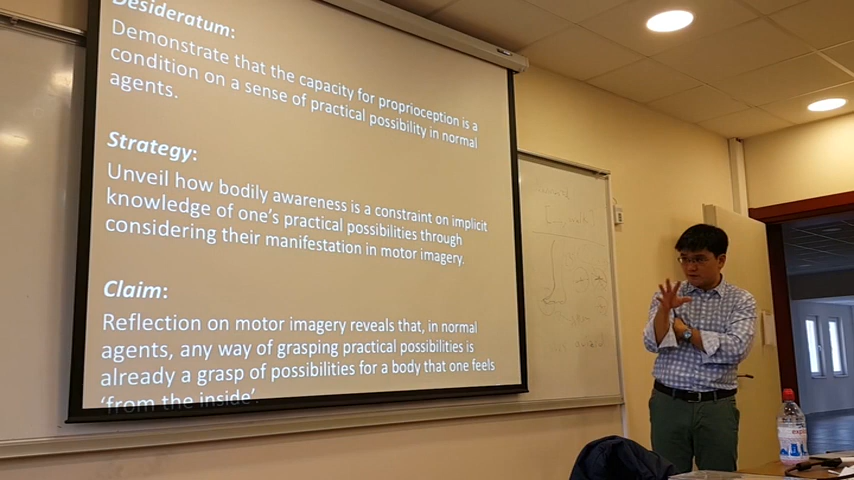 Desideratum:
Demonstrate that the capacity for proprioception is a
condition on a sense of practical possibility in normal
agents.
Strategy:
Unveil how bodily awareness is a constraint on implicit
knowledge of one's practical possibilities through
considering their manifestation in motor imagery.
Claim:
Reflection on motor imagery reveals that, in normal
agents, any way of grasping practical possibilities is
already a grasp of possibilities for a body that one feels
'from the inside'.